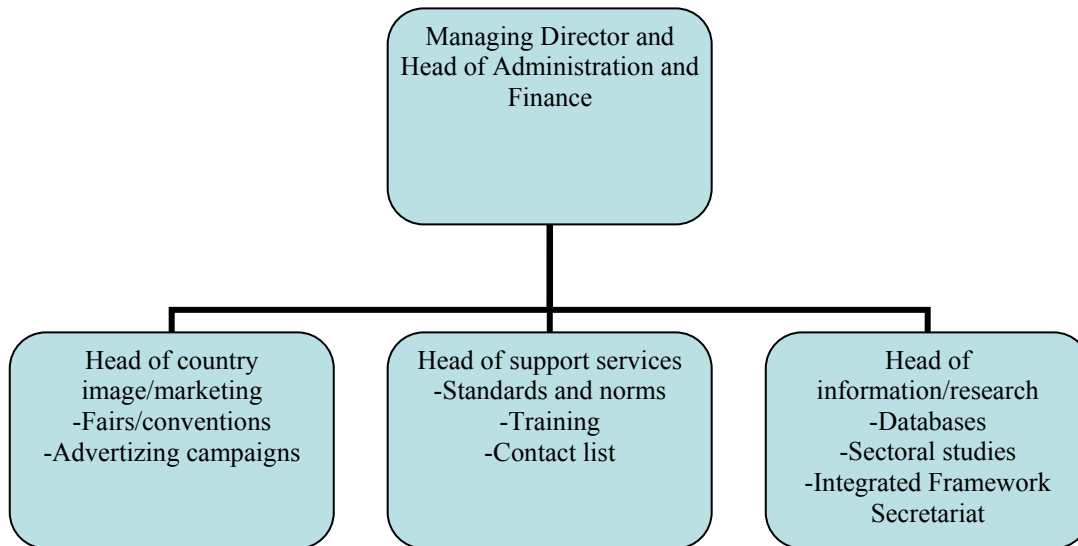 Managing Director and
Head of Administration and
Finance
Head of country
image/marketing
-Fairs/conventions
-Advertizing campaigns
Head of support services
-Standards and norms
-Training
-Contact list
Head of
information/research
-Databases
-Sectoral studies
-Integrated Framework
Secretariat